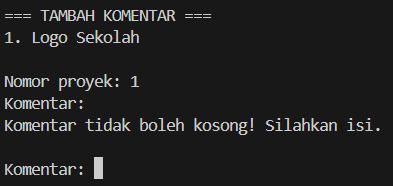 === TAMBAH KOMENTAR ===
1. Logo Sekolah
Nomor proyek: 1
Komentar:
Komentar tidak boleh kosong! Silahkan isi.
Komentar: